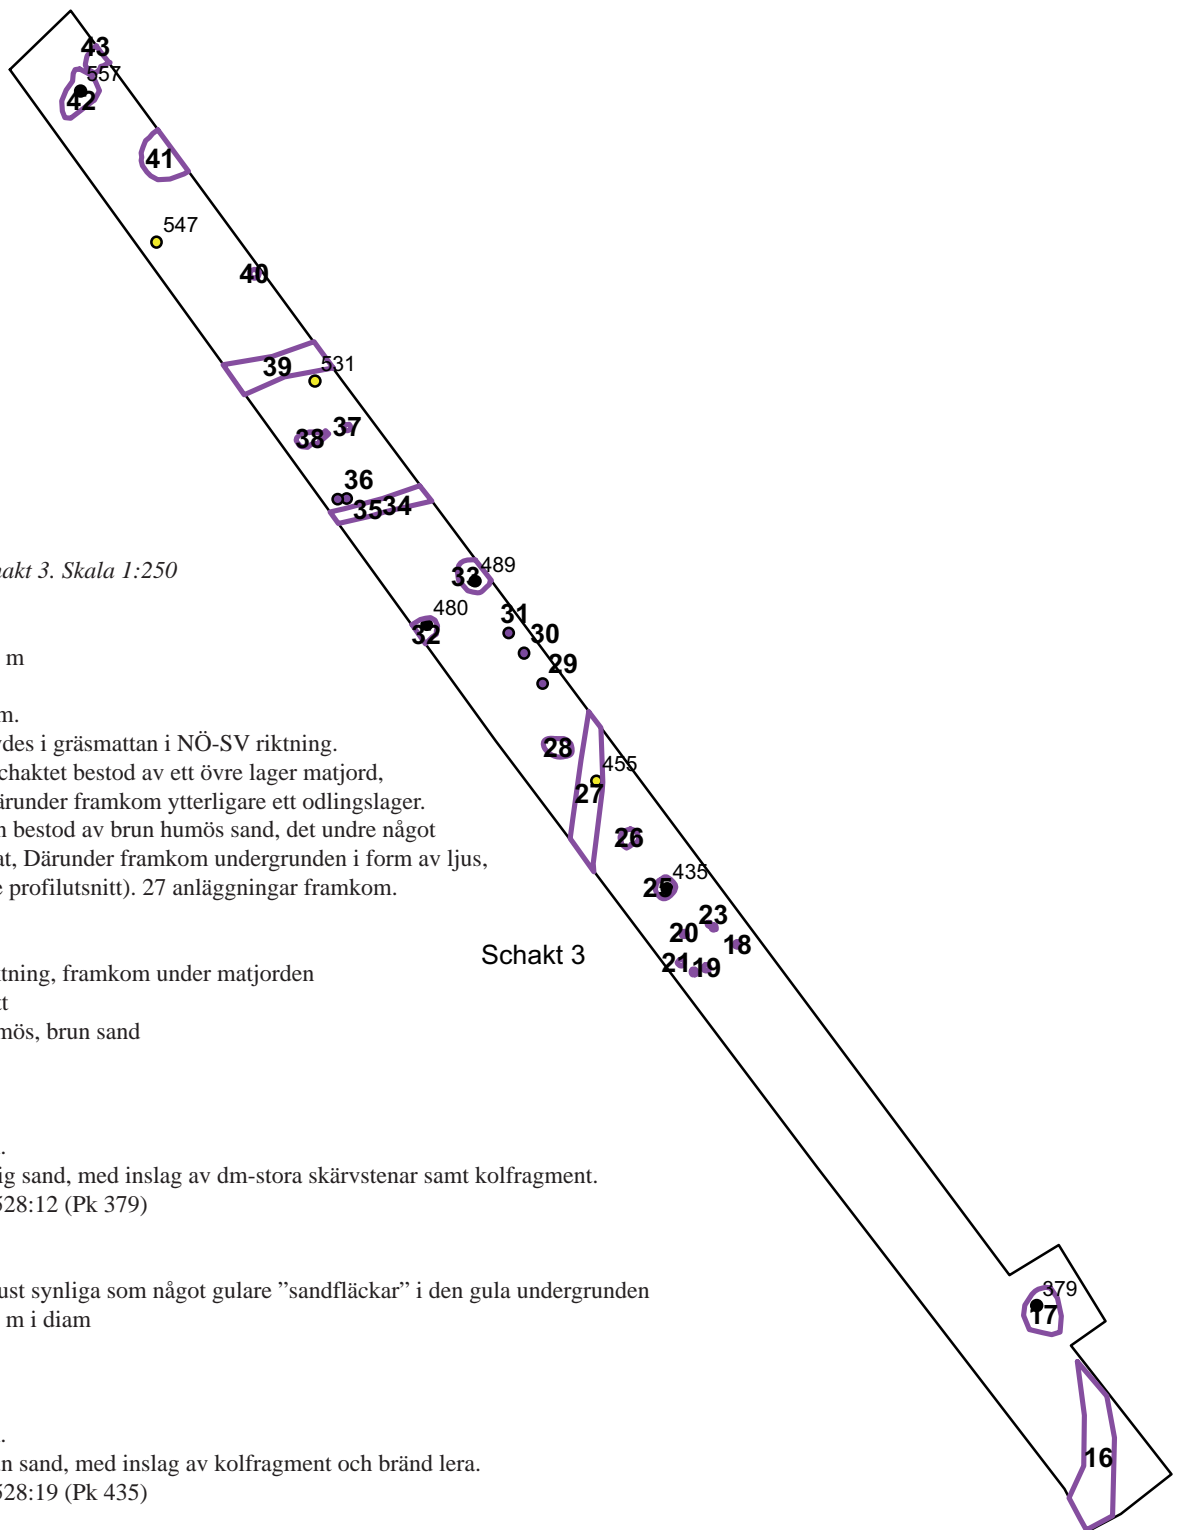 43
557
42
41
547
40
39
531
37
38
36
35
34
akt 3. Skala 1:250
489
33
480
31
32
30
m
29
m.
vdes i gräsmattan i NÖ-SV riktning.
28
chaktet bestod av ett övre lager matjord,
455
27
ärunder framkom ytterligare ett odlingslager.
n bestod av brun humös sand, det undre något
26
at, Därunder framkom undergrunden i form av ljus,
435
25
e profilutsnitt). 27 anläggningar framkom.
23
20
18
Schakt 3
21
19
ktning, framkom under matjorden
tt
mös, brun sand
.
ig sand, med inslag av dm-stora skärvstenar samt kolfragment.
528:12 (Pk 379)
379
17
ust synliga som något gulare ”sandfläckar” i den gula undergrunden
m i diam
.
n sand, med inslag av kolfragment och bränd lera.
16
528:19 (Pk 435)